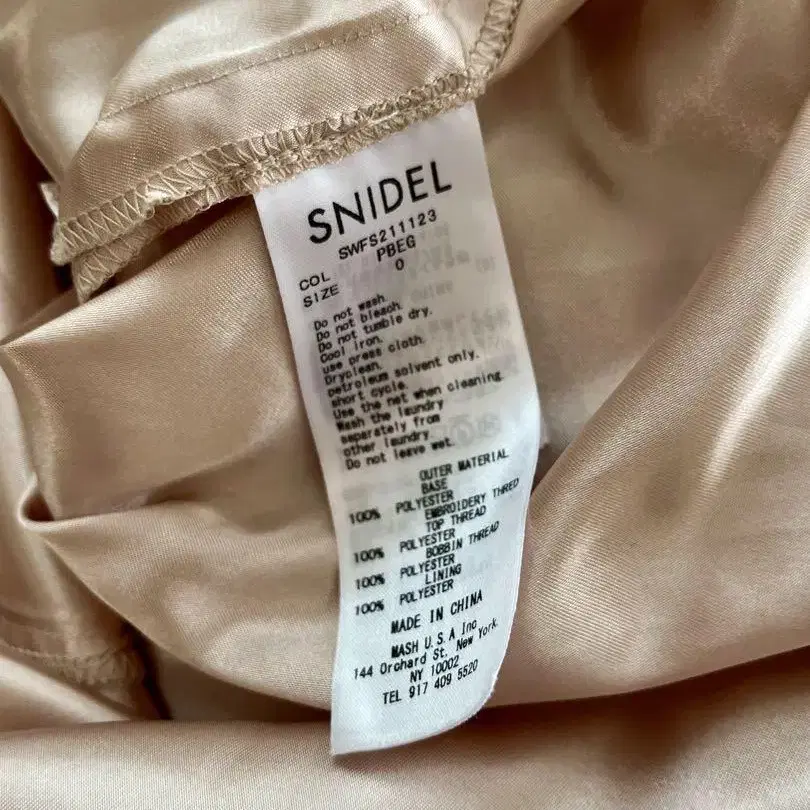 SNIDEL
SWFS211123
COL PBEG
SIZE 0
Do not wash.
Do not bleach.
Do not tumble dry.
Cool iron.
use press cloth.
Dryclean.
petroleum solvent only.
short cycle.
Use the net when cleaning.
Wash the laundry
separately from
other laundry.
Do not leave wet.
OUTER MATERIAL
BASE
100% POLYESTER
EMBROIDERY THRED
TOP THREAD
100% POLYESTER
BOBBIN THREAD
100% POLYESTER
LINING
100% POLYESTER
MADE IN CHINA
MASH U.S.A Inc
144 Orchard St, New York.
NY 10002
TEL 917 409 5520